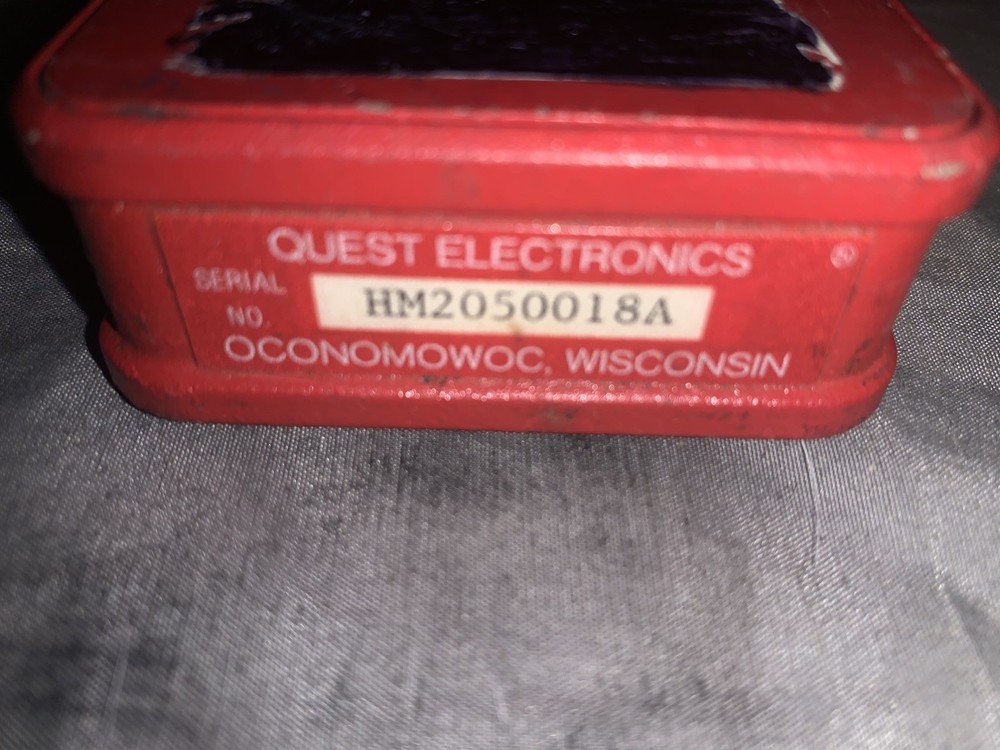 QUEST ELECTRONICS ®
SERIAL NO. HM2050018A
OCONOMOWOC, WISCONSIN